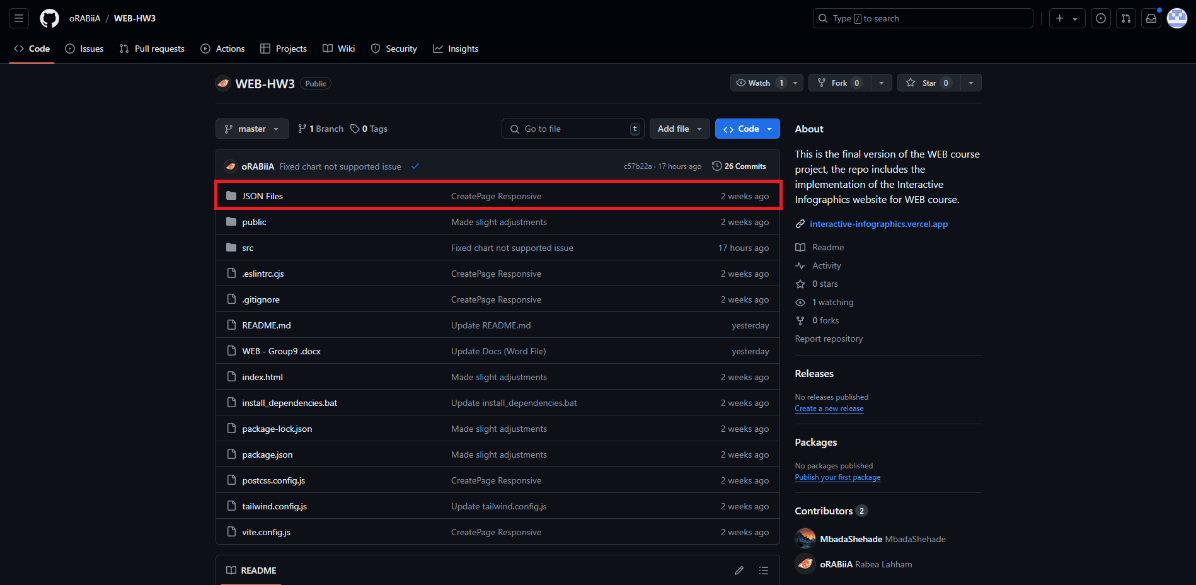 oRABiiA / WEB-HW3
Type / to search
Code Issues Pull requests Actions Projects Wiki Security Insights
WEB-HW3 Public
Watch 1 Fork 0 Star 0
master 1 Branch 0 Tags Go to file t Add file Code
oRABiiA Fixed chart not supported issue c57b22a · 17 hours ago 26 Commits
JSON Files CreatePage Responsive 2 weeks ago
public Made slight adjustments 2 weeks ago
src Fixed chart not supported issue 17 hours ago
.eslintrc.cjs CreatePage Responsive 2 weeks ago
.gitignore CreatePage Responsive 2 weeks ago
README.md Update README.md yesterday
WEB - Group9 .docx Update Docs (Word File) yesterday
index.html Made slight adjustments 2 weeks ago
install_dependencies.bat Update install_dependencies.bat 2 weeks ago
package-lock.json Made slight adjustments 2 weeks ago
package.json Made slight adjustments 2 weeks ago
postcss.config.js CreatePage Responsive 2 weeks ago
tailwind.config.js Update tailwind.config.js 2 weeks ago
vite.config.js CreatePage Responsive 2 weeks ago
README
About
This is the final version of the WEB course
project, the repo includes the
implementation of the Interactive
Infographics website for WEB course.
interactive-infographics.vercel.app
Readme
Activity
0 stars
1 watching
0 forks
Report repository
Releases
No releases published
Create a new release
Packages
No packages published
Publish your first package
Contributors 2
MbadaShehade MbadaShehade
oRABiiA Rabea Lahham